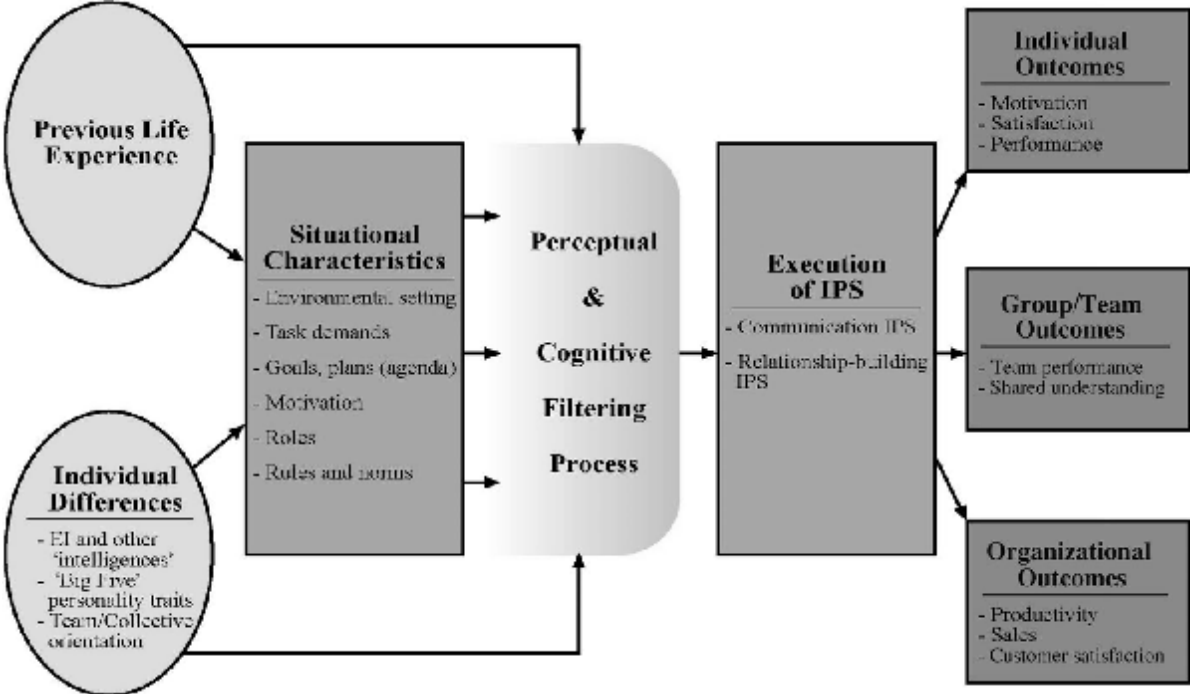 Previous Life
Experience
Individual
Differences
- EI and other
'intelligences'
- 'Big Five'
personality traits
- Team/Collective
orientation
Situational
Characteristics
- Environmental setting
- Task demands
- Goals, plans (agenda)
- Motivation
- Roles
- Rules and norms
Perceptual
&
Cognitive
Filtering
Process
Execution
of IPS
- Communication IPS
- Relationship-building
IPS
Individual
Outcomes
- Motivation
- Satisfaction
- Performance
Group/Team
Outcomes
- Team performance
- Shared understanding
Organizational
Outcomes
- Productivity
- Sales
- Customer satisfaction